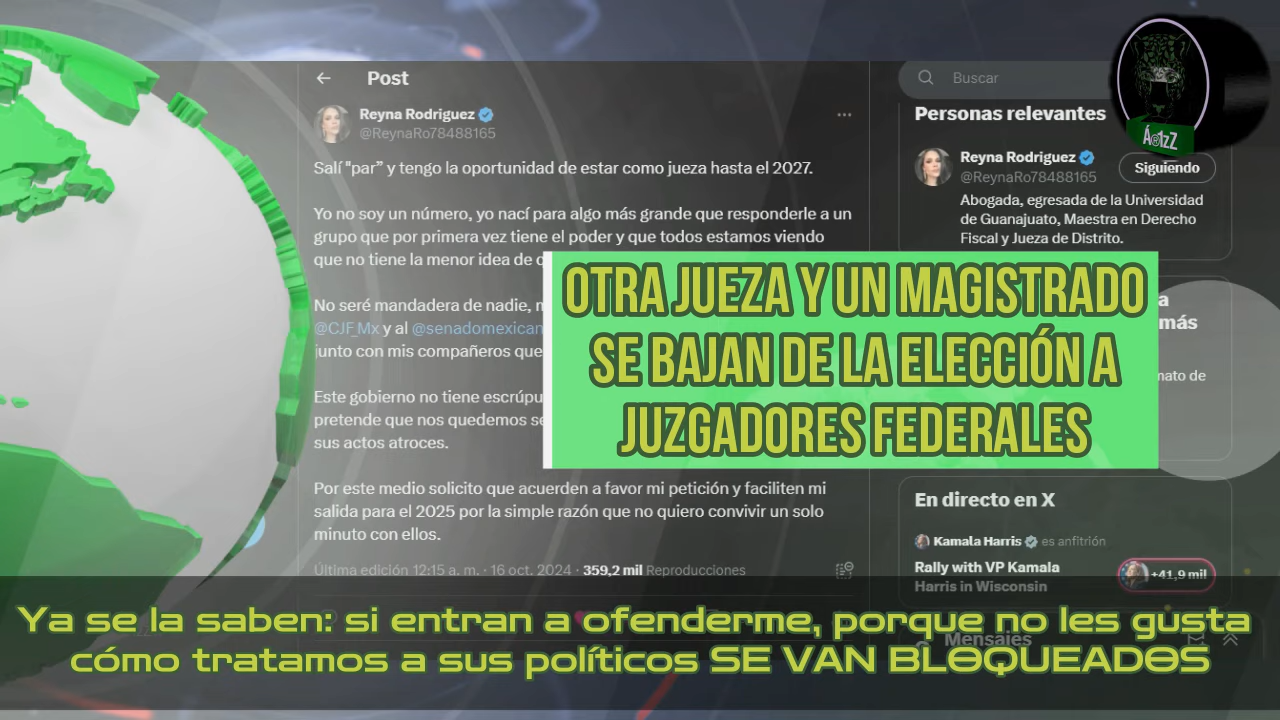 Post
Reyna Rodriguez
@ReynaRo78488165
Salí "par” y tengo la oportunidad de estar como jueza hasta el 2027.
Yo no soy un número, yo nací para algo más grande que responderle a un
grupo que por primera vez tiene el poder y que todos estamos viendo
que no tiene la menor idea de
No seré mandadera de nadie,
@CJF_Mx y al @senadomexican
junto con mis compañeros que
Este gobierno no tiene escrúpu
pretende que nos quedemos
sus actos atroces.
Por este medio solicito que acuerden a favor mi petición y faciliten mi
salida para el 2025 por la simple razón que no quiero convivir un solo
minuto con ellos.
Última edición 12:15 a. m. · 16 oct. 2024 · 359,2 mil Reproducciones
Buscar
Personas relevantes
Reyna Rodriguez
@ReynaRo78488165
Siguiendo
Abogada, egresada de la Universidad
de Guanajuato, Maestra en Derecho
Fiscal y Jueza de Distrito.
más
En directo en X
Kamala Harris es anfitrión
Rally with VP Kamala
Harris in Wisconsin
+41,9 mil
Mensajes
OTRA JUEZA Y UN MAGISTRADO
SE BAJAN DE LA ELECCIÓN A
JUZGADORES FEDERALES
Ya se la saben: si entran a ofenderme, porque no les gusta
cómo tratamos a sus políticos SE VAN BLOQUEADOS